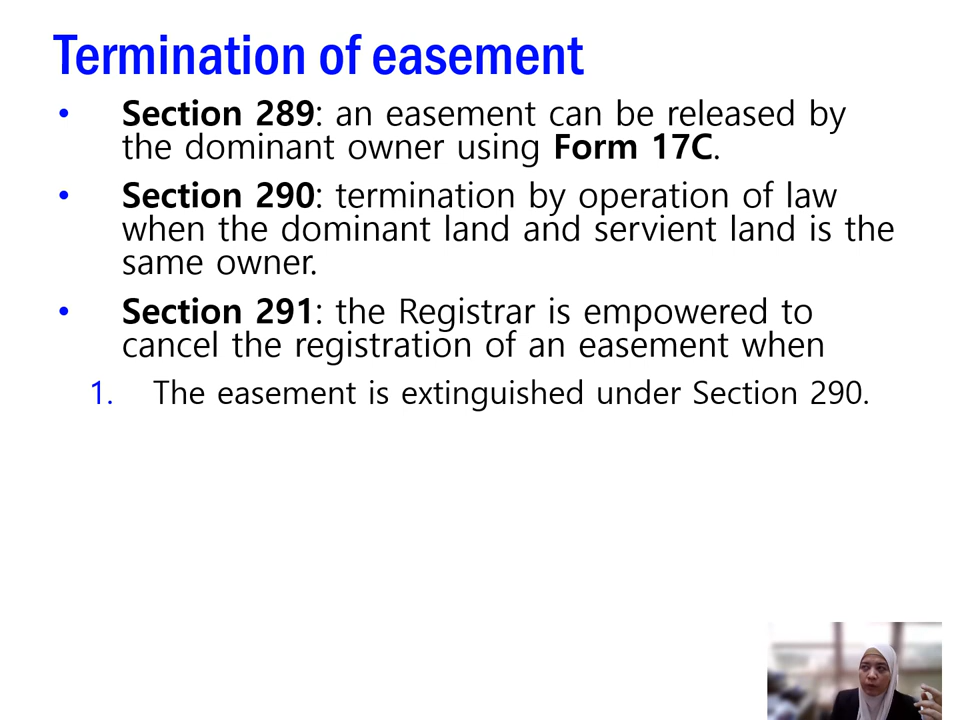 Termination of easement
• Section 289: an easement can be released by
the dominant owner using Form 17C.
• Section 290: termination by operation of law
when the dominant land and servient land is the
same owner.
• Section 291: the Registrar is empowered to
cancel the registration of an easement when
1. The easement is extinguished under Section 290.